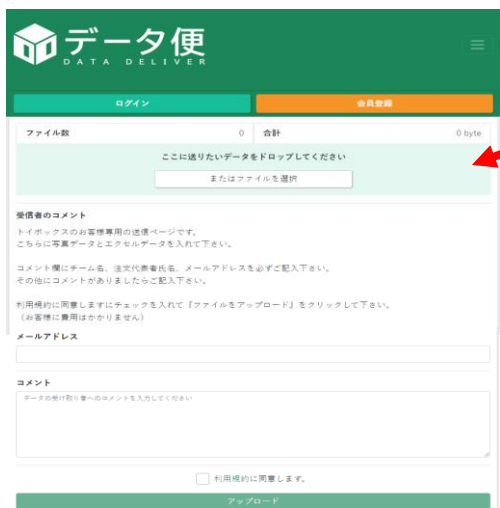 データ便
DATA DELIVER
ログイン 会員登録
ファイル数 0 合計 0 byte
ここに送りたいデータをドロップしてください
またはファイルを選択
受信者のコメント
トイボックスのお客様専用の送信ページです。
こちらに写真データとエクセルデータを入れて下さい。
コメント欄にチーム名、注文代表者氏名、メールアドレスを必ずご記入下さい。
その他にコメントがありましたらご記入下さい。
利用規約に同意しますにチェックを入れて『ファイルをアップロード』をクリックして下さい。
（お客様に費用はかかりません）
メールアドレス
コメント
データの受け取り者へのコメントを入力してください
利用規約に同意します。
アップロード